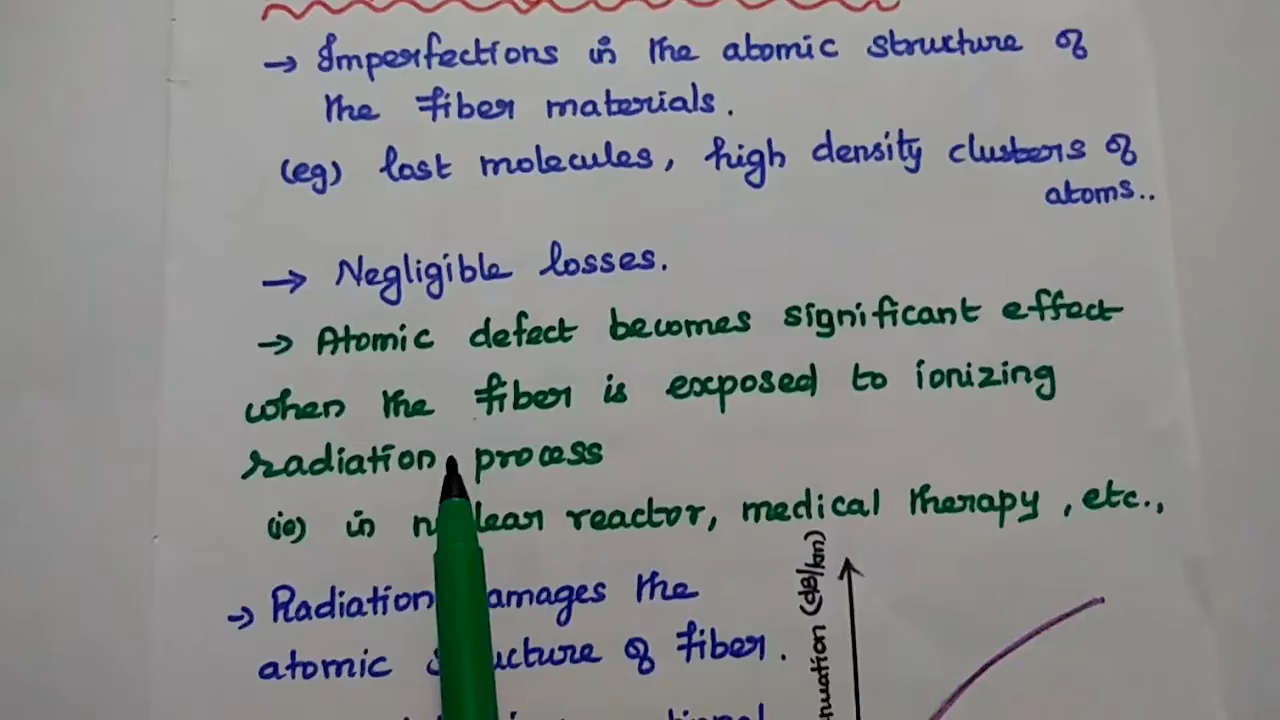 → Imperfections in the atomic structure of
the fiber materials.
(eg) lost molecules, high density clusters of
atoms..
→ Negligible losses.
→ Atomic defect becomes significant effect
when the fiber is exposed to ionizing
radiation process
(ie) in reactor, medical therapy, etc.,
→ Radiation the
atomic of fiber.
(dB/km)